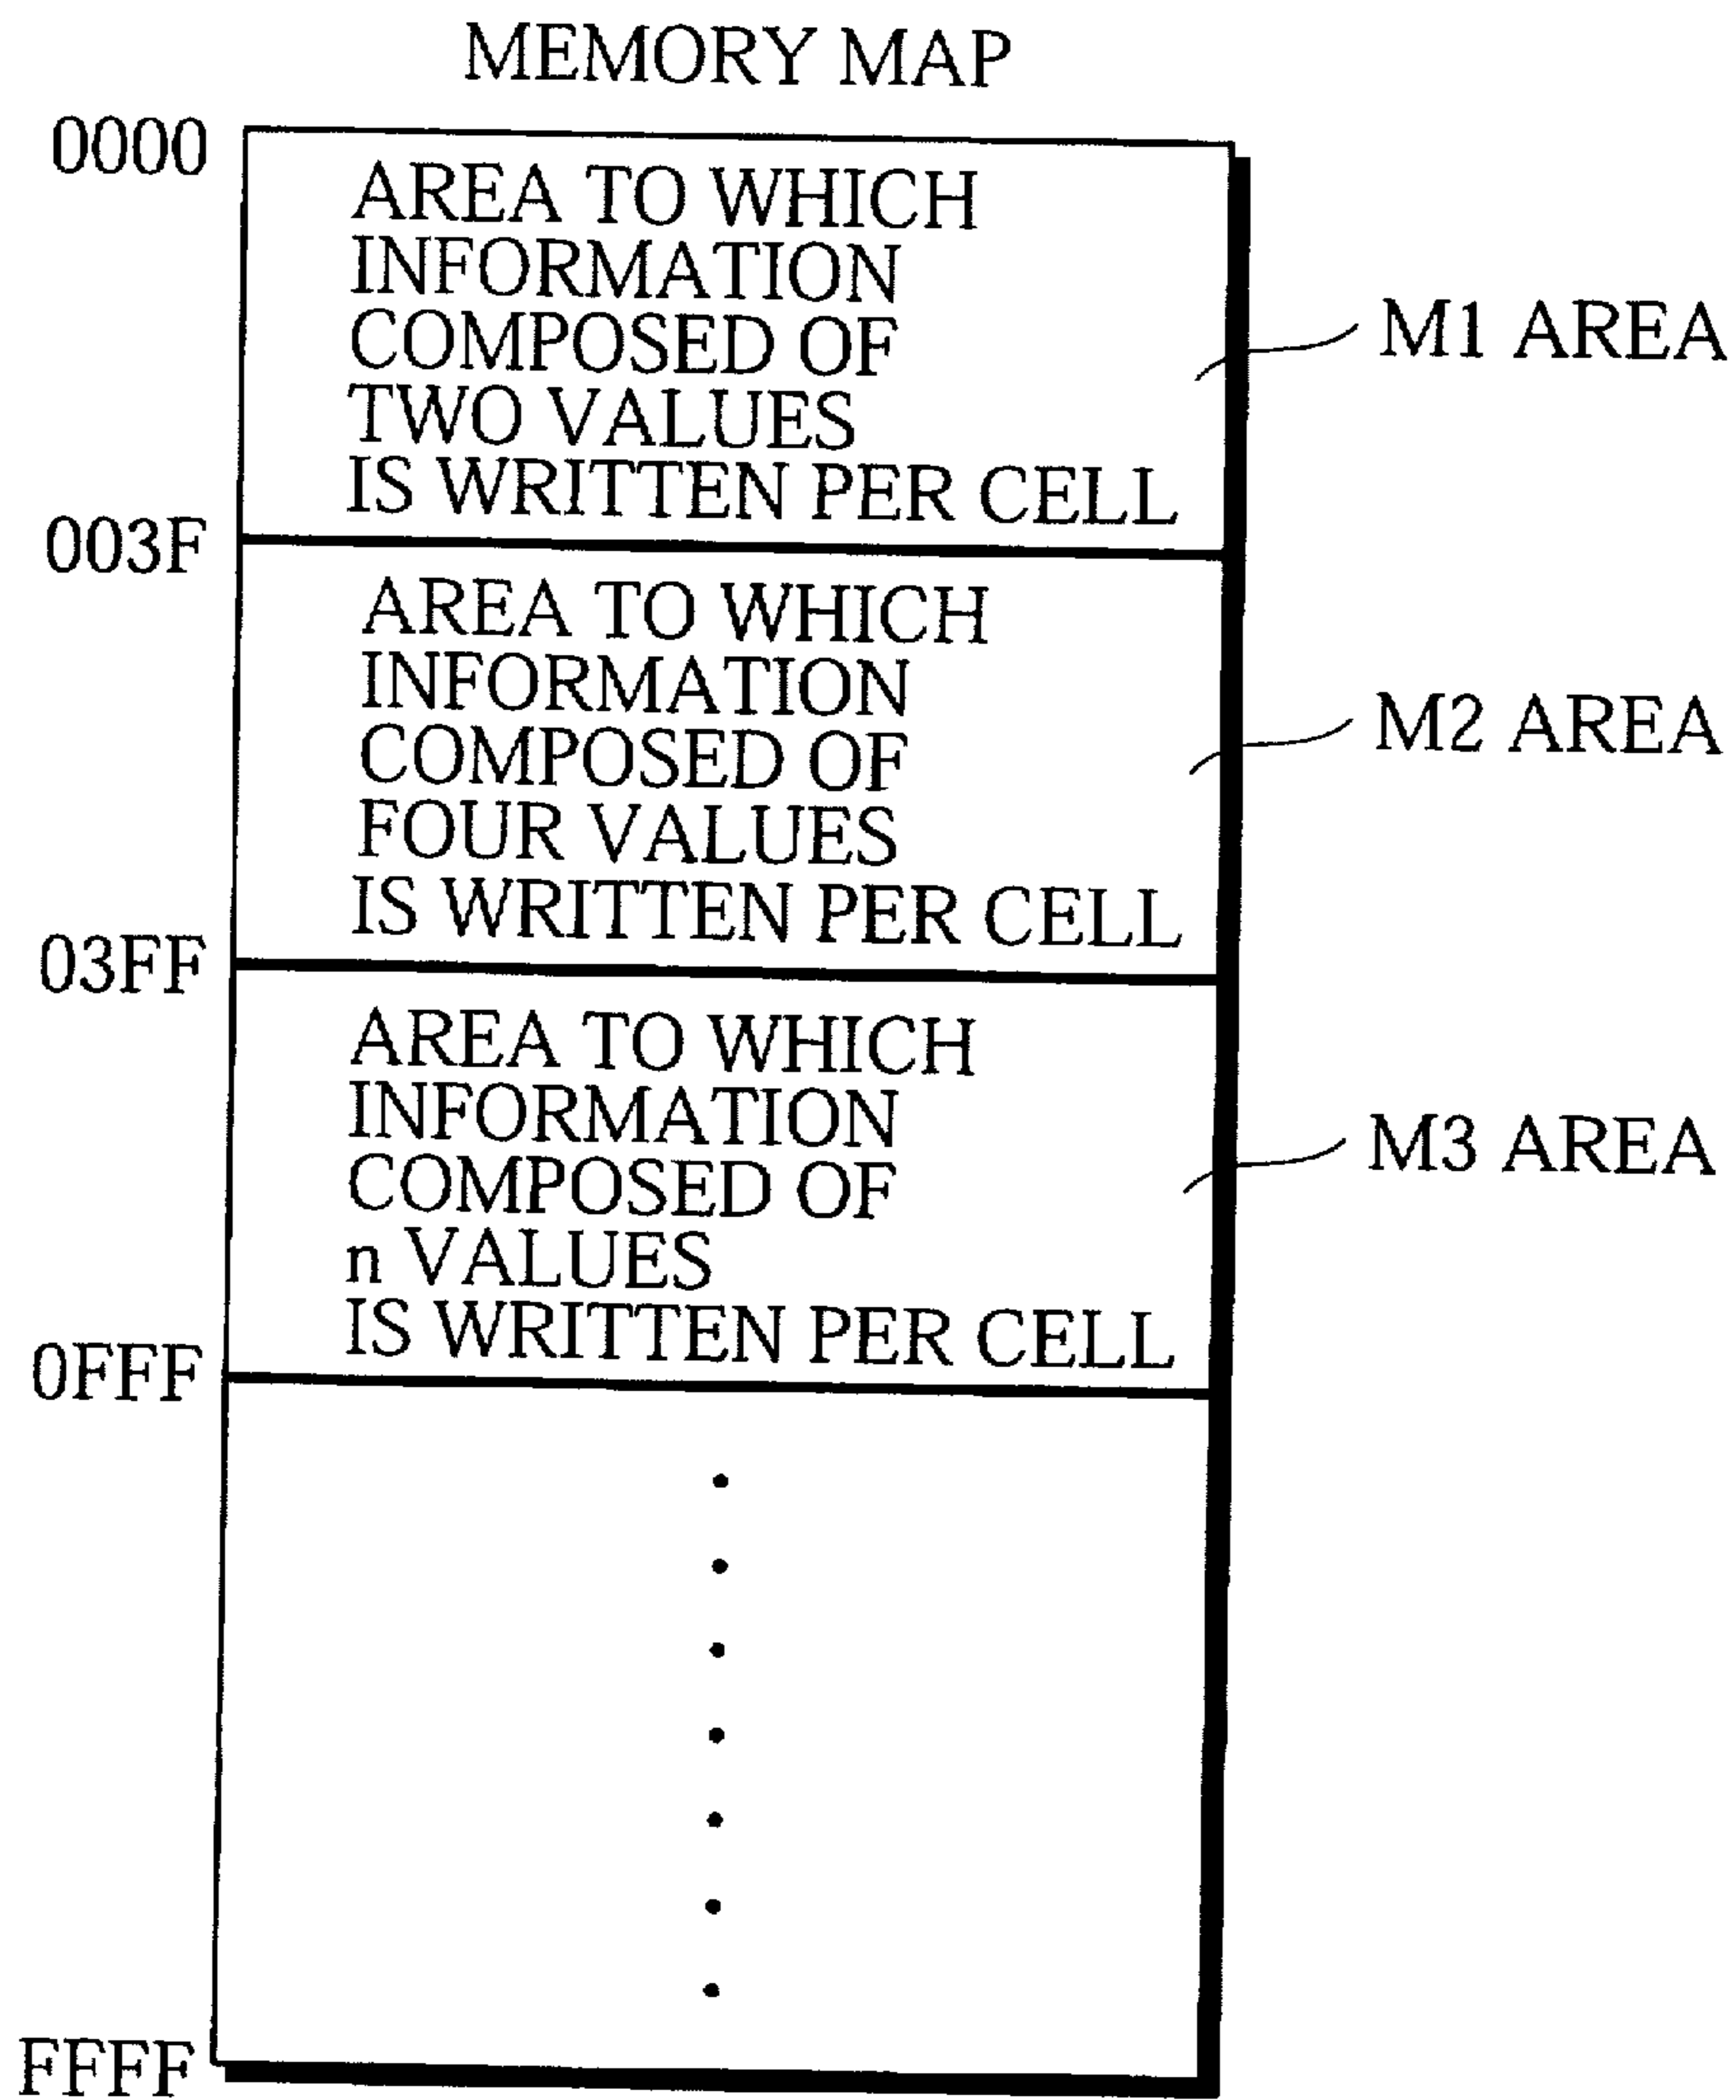 MEMORY MAP
0000
AREA TO WHICH
INFORMATION
COMPOSED OF
TWO VALUES
IS WRITTEN PER CELL
M1 AREA
003F
AREA TO WHICH
INFORMATION
COMPOSED OF
FOUR VALUES
IS WRITTEN PER CELL
M2 AREA
03FF
AREA TO WHICH
INFORMATION
COMPOSED OF
n VALUES
IS WRITTEN PER CELL
M3 AREA
0FFF
FFFF